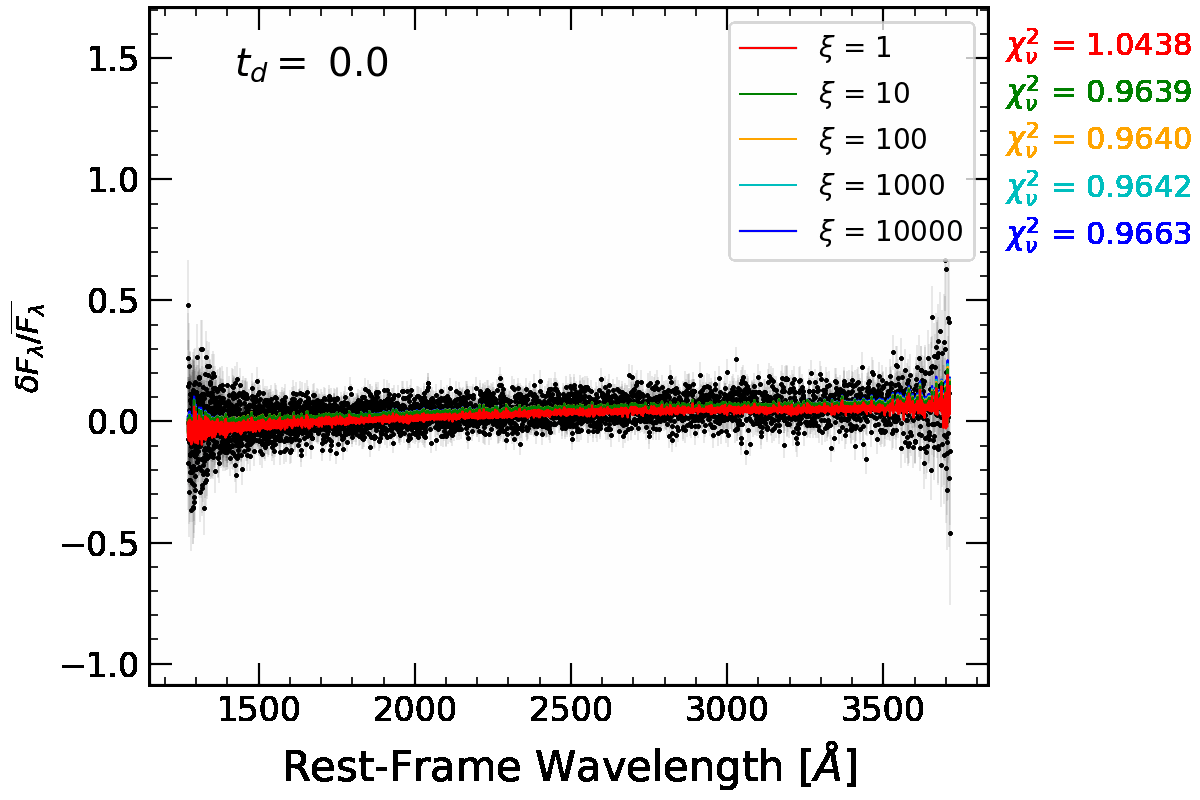 t_d = 0.0
ξ = 1
ξ = 10
ξ = 100
ξ = 1000
ξ = 10000
χ²_ν = 1.0438
χ²_ν = 0.9639
χ²_ν = 0.9640
χ²_ν = 0.9642
χ²_ν = 0.9663
δF_λ/F̅_λ
1.5
1.0
0.5
0.0
−0.5
−1.0
1500 2000 2500 3000 3500
Rest-Frame Wavelength [Å]